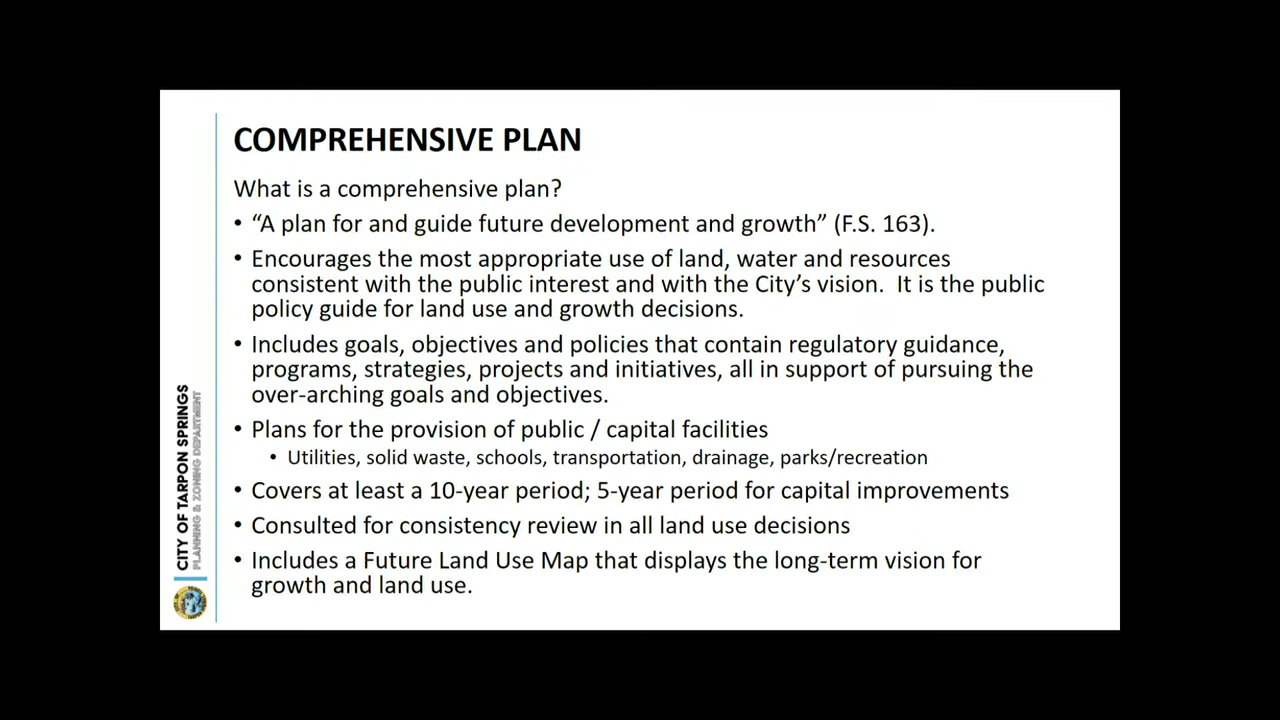 COMPREHENSIVE PLAN
What is a comprehensive plan?
• “A plan for and guide future development and growth” (F.S. 163).
• Encourages the most appropriate use of land, water and resources
consistent with the public interest and with the City’s vision.  It is the public
policy guide for land use and growth decisions.
• Includes goals, objectives and policies that contain regulatory guidance,
programs, strategies, projects and initiatives, all in support of pursuing the
over-arching goals and objectives.
• Plans for the provision of public / capital facilities
• Utilities, solid waste, schools, transportation, drainage, parks/recreation
• Covers at least a 10-year period; 5-year period for capital improvements
• Consulted for consistency review in all land use decisions
• Includes a Future Land Use Map that displays the long-term vision for
growth and land use.
CITY OF TARPON SPRINGS
PLANNING & ZONING DEPARTMENT